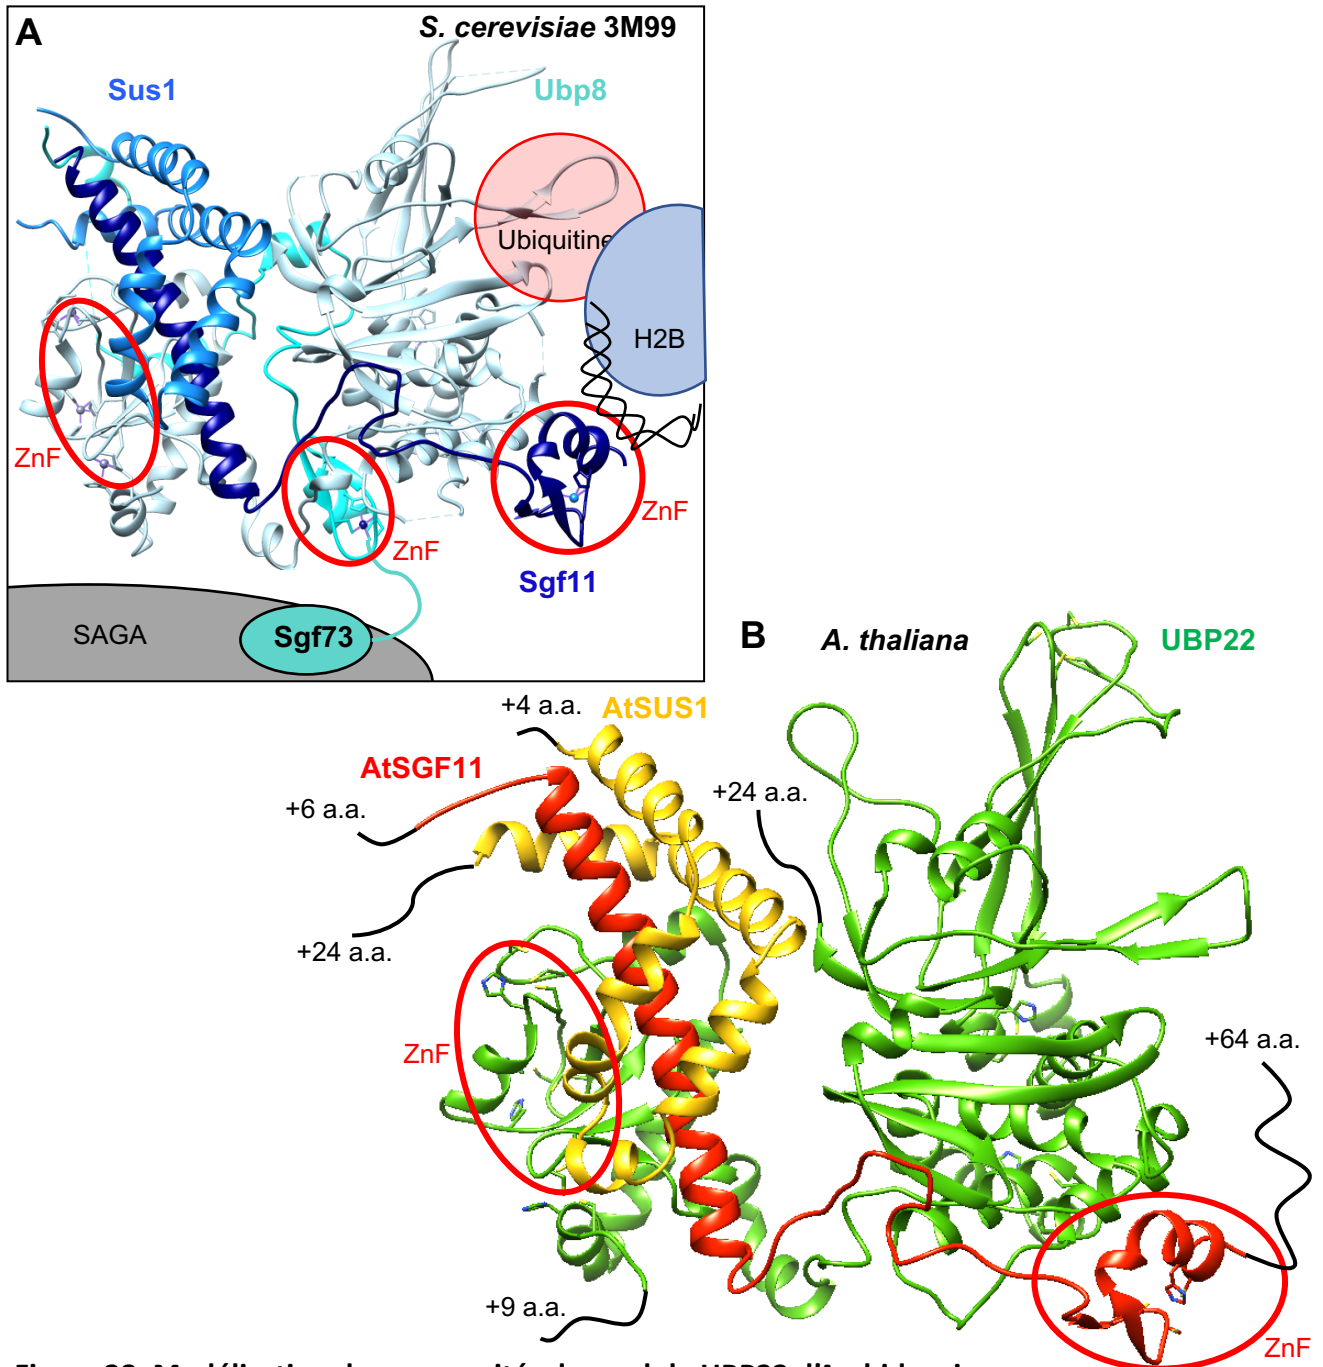 A
S. cerevisiae 3M99
Sus1
Ubp8
Ubiquitine
H2B
ZnF
ZnF
ZnF
Sgf11
SAGA
Sgf73
B
A. thaliana
UBP22
+4 a.a.
AtSUS1
AtSGF11
+6 a.a.
+24 a.a.
+24 a.a.
ZnF
+64 a.a.
+9 a.a.
ZnF